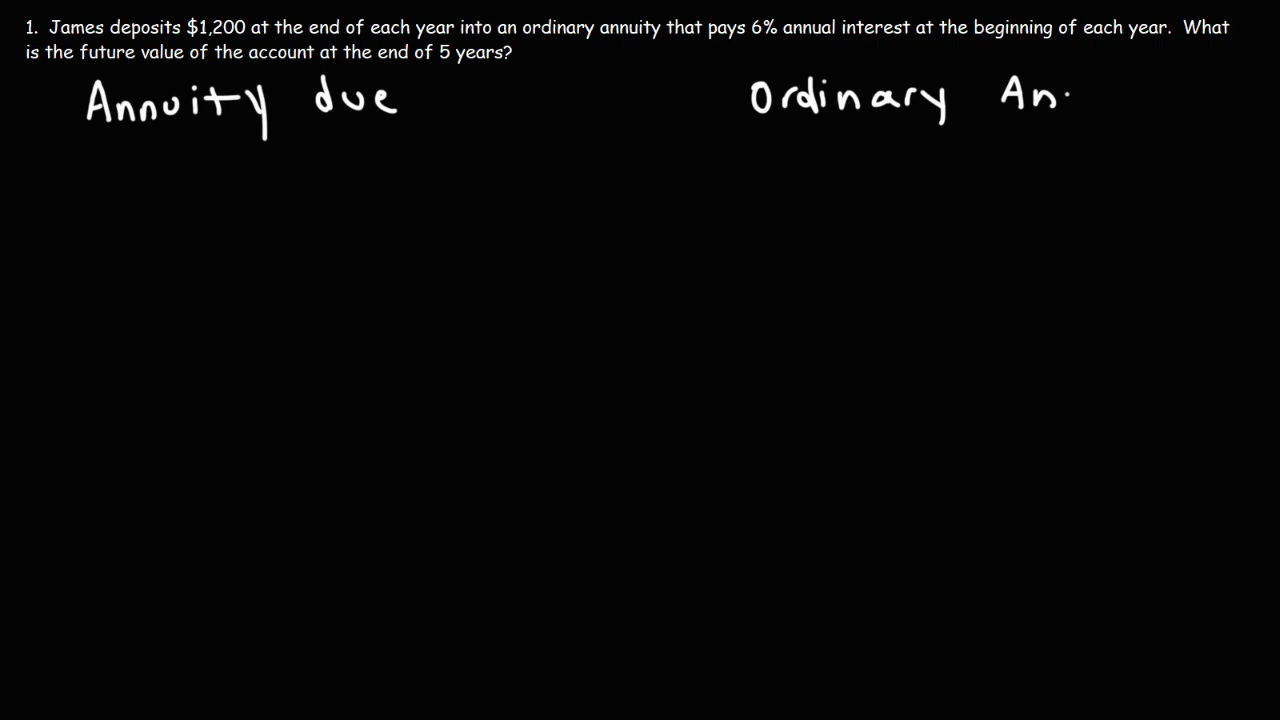 1. James deposits $1,200 at the end of each year into an ordinary annuity that pays 6% annual interest at the beginning of each year. What
is the future value of the account at the end of 5 years?
Annuity due
Ordinary An